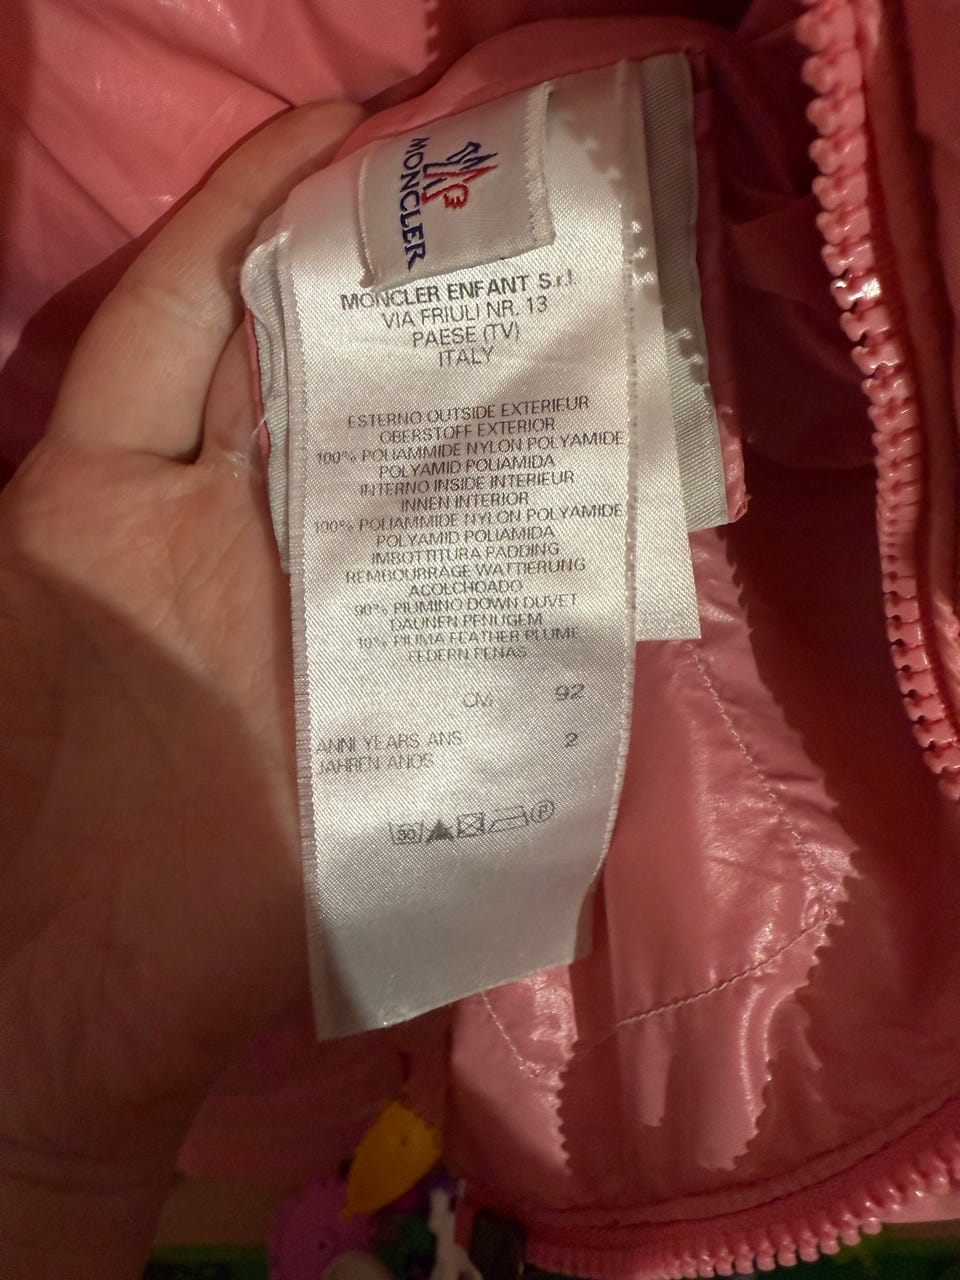 MONCLER
MONCLER ENFANT S.r.l
VIA FRIULI NR. 13
PAESE (TV)
ITALY
ESTERNO OUTSIDE EXTERIEUR
OBERSTOFF EXTERIOR
100% POLIAMMIDE NYLON POLYAMIDE
POLYAMID POLIAMIDA
INTERNO INSIDE INTERIEUR
INNEN INTERIOR
100% POLIAMMIDE NYLON POLYAMIDE
POLYAMID POLIAMIDA
IMBOTTITURA PADDING
REMBOURRAGE WATTIERUNG
ACOLCHOADO
90% PIUMINO DOWN DUVET
DAUNEN PENUGEM
10% PIUMA FEATHER PLUME
FEDERN PENAS
CM. 92
ANNI YEARS ANS 2
JAHREN ANOS
30 P